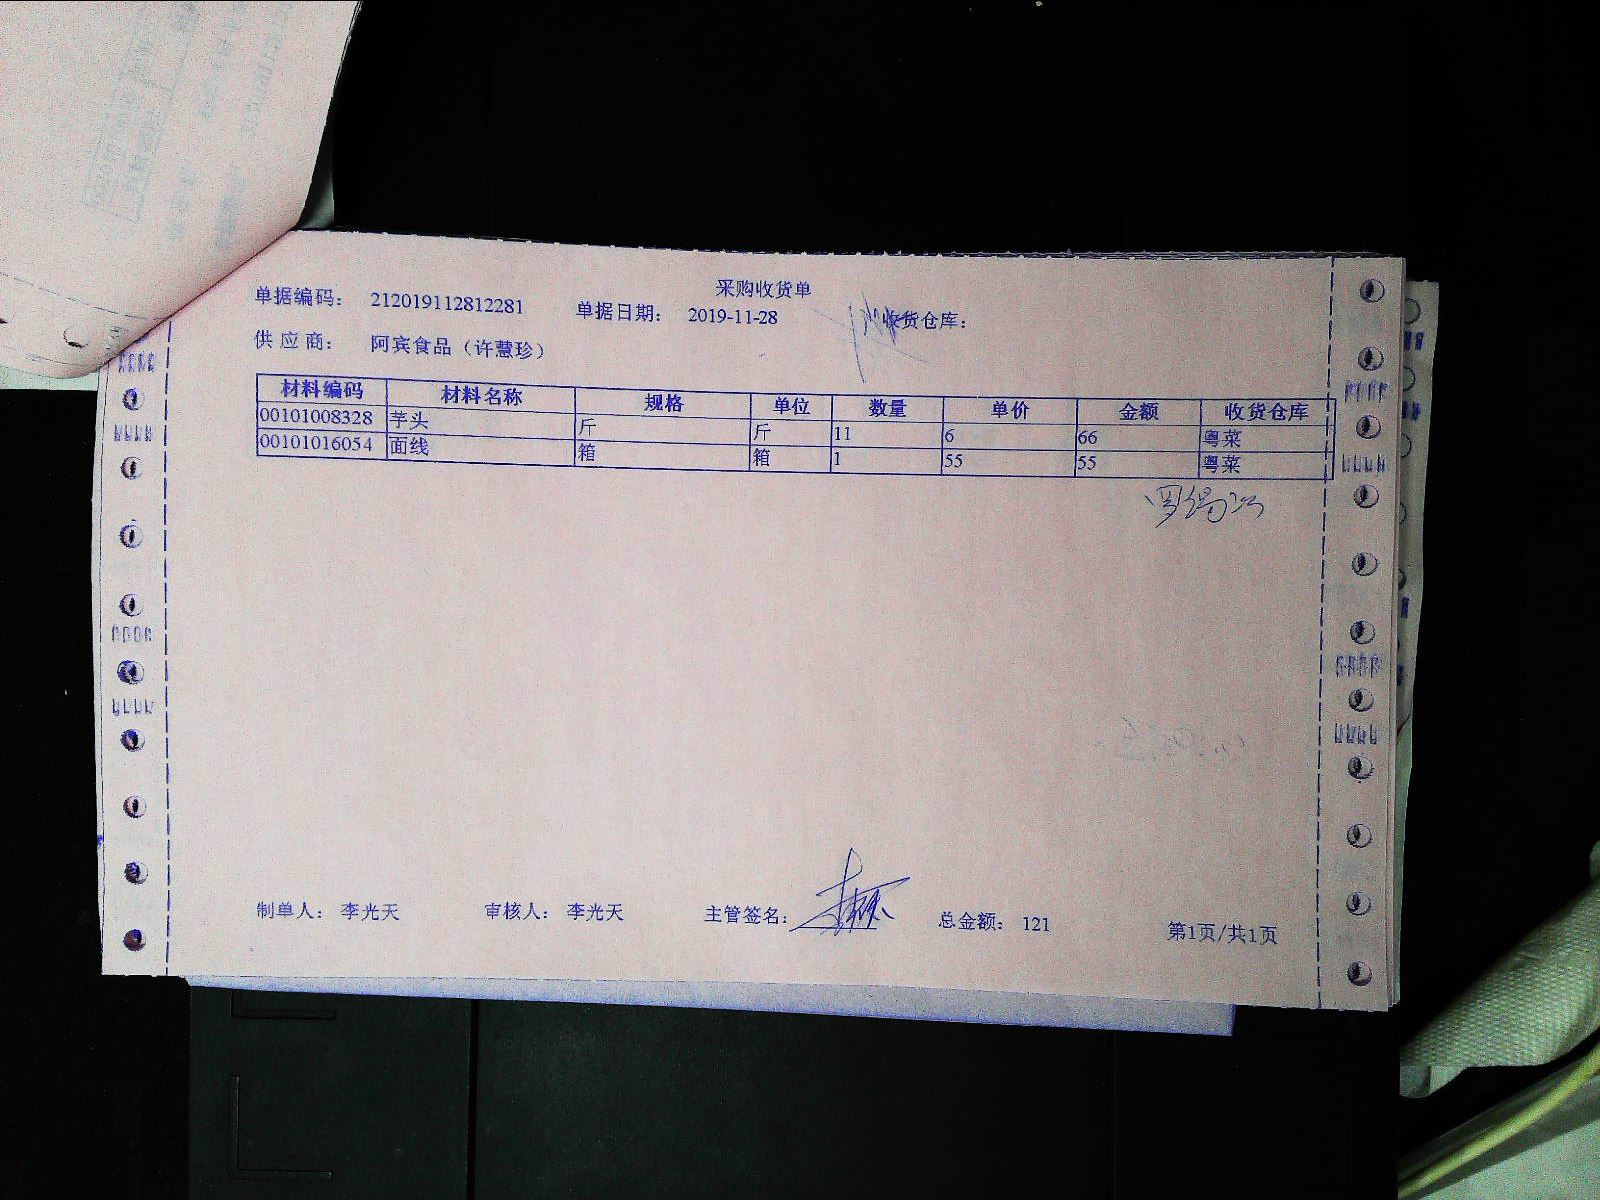 采购收货单
单据编码： 212019112812281 单据日期： 2019-11-28 收货仓库：
供应商： 阿宾食品（许慧珍）
材料编码 材料名称 规格 单位 数量 单价 金额 收货仓库
00101008328 芋头 斤 斤 11 6 66 粤菜
00101016054 面线 箱 箱 1 55 55 粤菜
制单人： 李光天 审核人： 李光天 主管签名： 总金额： 121 第1页/共1页